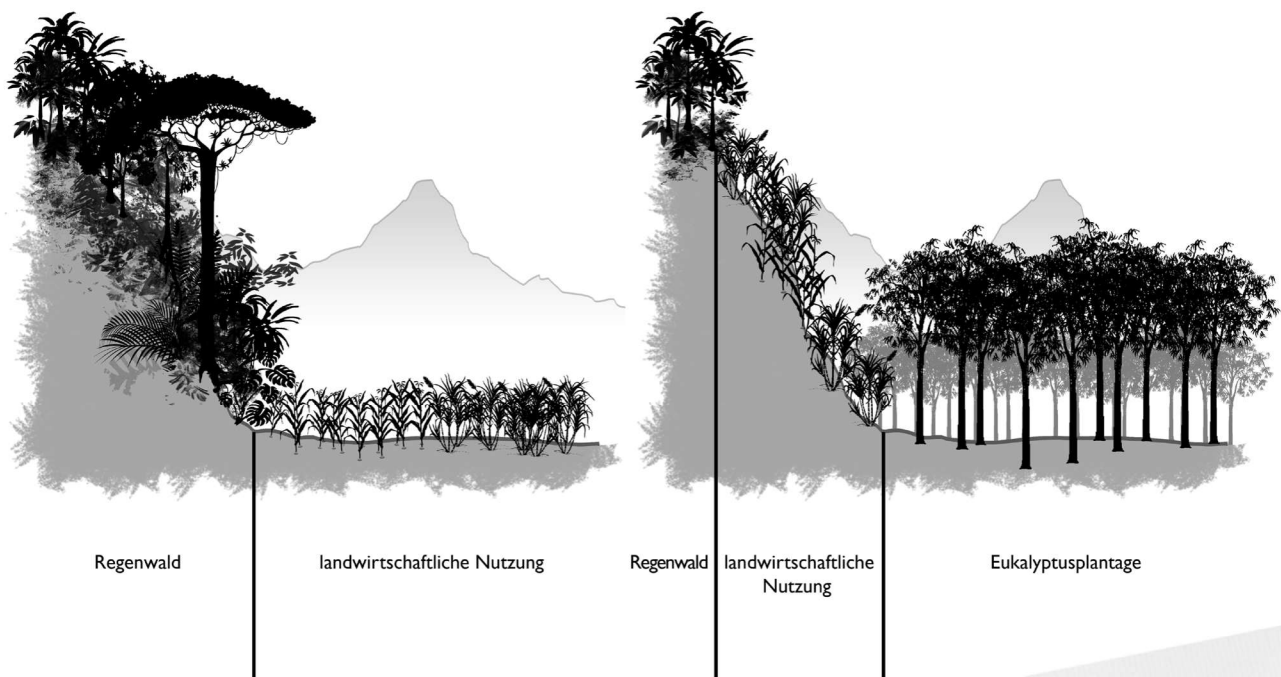 Regenwald
landwirtschaftliche Nutzung
Regenwald
landwirtschaftliche
Nutzung
Eukalyptusplantage